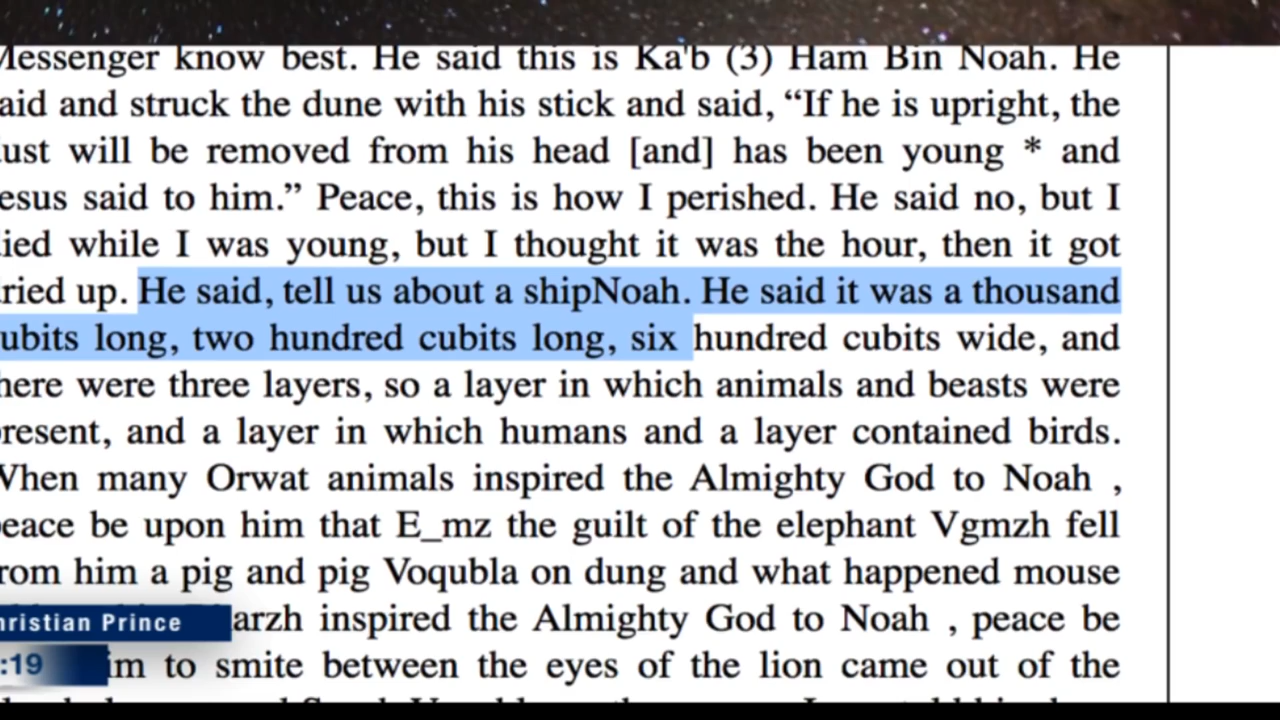 Messenger know best. He said this is Ka'b (3) Ham Bin Noah. He
aid and struck the dune with his stick and said, “If he is upright, the
ust will be removed from his head [and] has been young * and
esus said to him.” Peace, this is how I perished. He said no, but I
ied while I was young, but I thought it was the hour, then it got
ried up. He said, tell us about a shipNoah. He said it was a thousand
ubits long, two hundred cubits long, six hundred cubits wide, and
here were three layers, so a layer in which animals and beasts were
resent, and a layer in which humans and a layer contained birds.
When many Orwat animals inspired the Almighty God to Noah ,
peace be upon him that E_mz the guilt of the elephant Vgmzh fell
rom him a pig and pig Voqubla on dung and what happened mouse
arzh inspired the Almighty God to Noah , peace be
hristian Prince
im to smite between the eyes of the lion came out of the
:19